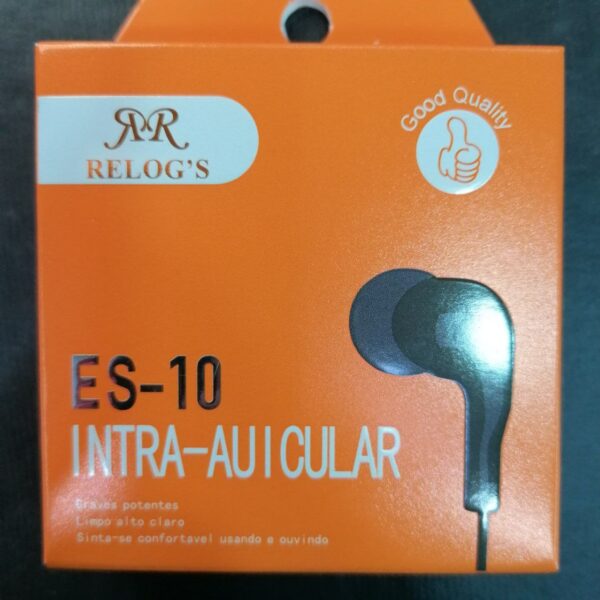 RR
RELOG'S
Good Quality
ES-10
INTRA-AUICULAR
Graves potentes
Limpo alto claro
Sinta-se confortavel usando e ouvindo